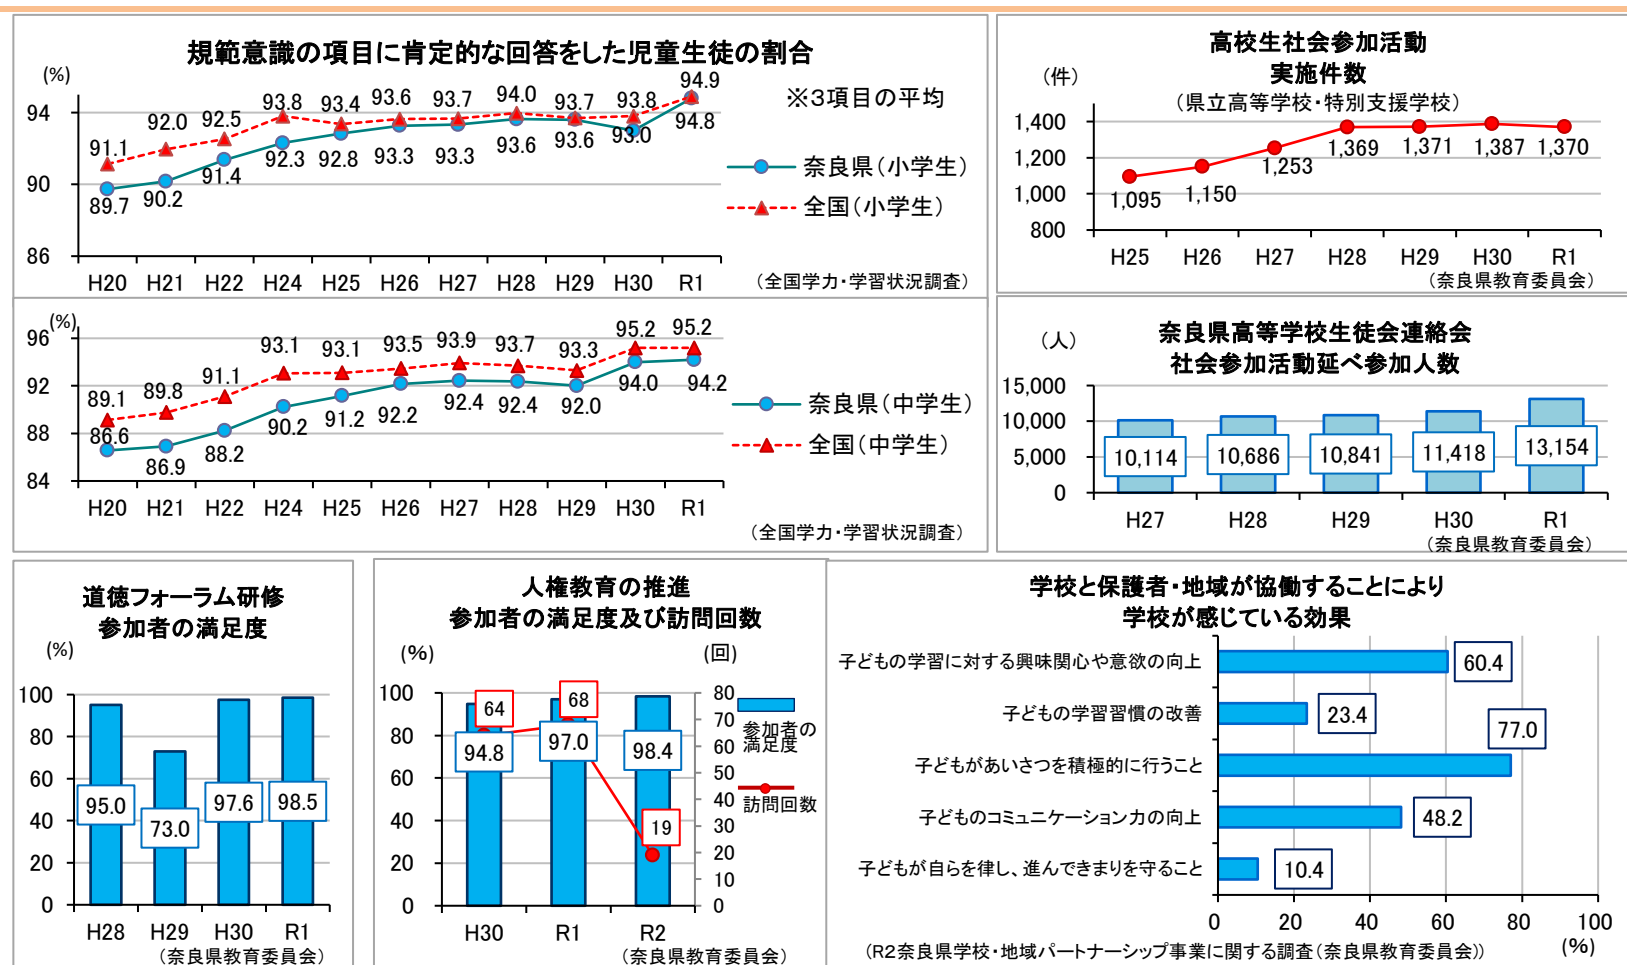 規範意識の項目に肯定的な回答をした児童生徒の割合
(%)
※3項目の平均
94
90
86
91.1
92.0
92.5
93.8
93.4
93.6
93.7
94.0
93.7
93.8
94.9
89.7
90.2
91.4
92.3
92.8
93.3
93.3
93.6
93.6
93.0
94.8
奈良県(小学生)
全国(小学生)
H20 H21 H22 H24 H25 H26 H27 H28 H29 H30 R1
(全国学力・学習状況調査)
(%)
96
92
88
84
89.1
89.8
91.1
93.1
93.1
93.5
93.9
93.7
93.3
95.2
95.2
86.6
86.9
88.2
90.2
91.2
92.2
92.4
92.4
92.0
94.0
94.2
奈良県(中学生)
全国(中学生)
H20 H21 H22 H24 H25 H26 H27 H28 H29 H30 R1
(全国学力・学習状況調査)
高校生社会参加活動
実施件数
(件)
(県立高等学校・特別支援学校)
1,400
1,200
1,000
800
1,095
1,150
1,253
1,369
1,371
1,387
1,370
H25 H26 H27 H28 H29 H30 R1
(奈良県教育委員会)
(人)
奈良県高等学校生徒会連絡会
社会参加活動延べ参加人数
15,000
10,000
5,000
0
10,114
10,686
10,841
11,418
13,154
H27 H28 H29 H30 R1
(奈良県教育委員会)
道徳フォーラム研修
参加者の満足度
(%)
100
80
60
40
20
0
95.0
73.0
97.6
98.5
H28 H29 H30 R1
(奈良県教育委員会)
人権教育の推進
参加者の満足度及び訪問回数
(%)
(回)
100
80
60
40
20
0
80
70
60
50
40
30
20
10
0
64
68
19
94.8
97.0
98.4
参加者の
満足度
訪問回数
H30 R1 R2
(奈良県教育委員会)
学校と保護者・地域が協働することにより
学校が感じている効果
子どもの学習に対する興味関心や意欲の向上
60.4
子どもの学習習慣の改善
23.4
子どもがあいさつを積極的に行うこと
77.0
子どものコミュニケーション力の向上
48.2
子どもが自らを律し、進んできまりを守ること
10.4
0 20 40 60 80 100
(%)
(R2奈良県学校・地域パートナーシップ事業に関する調査(奈良県教育委員会))